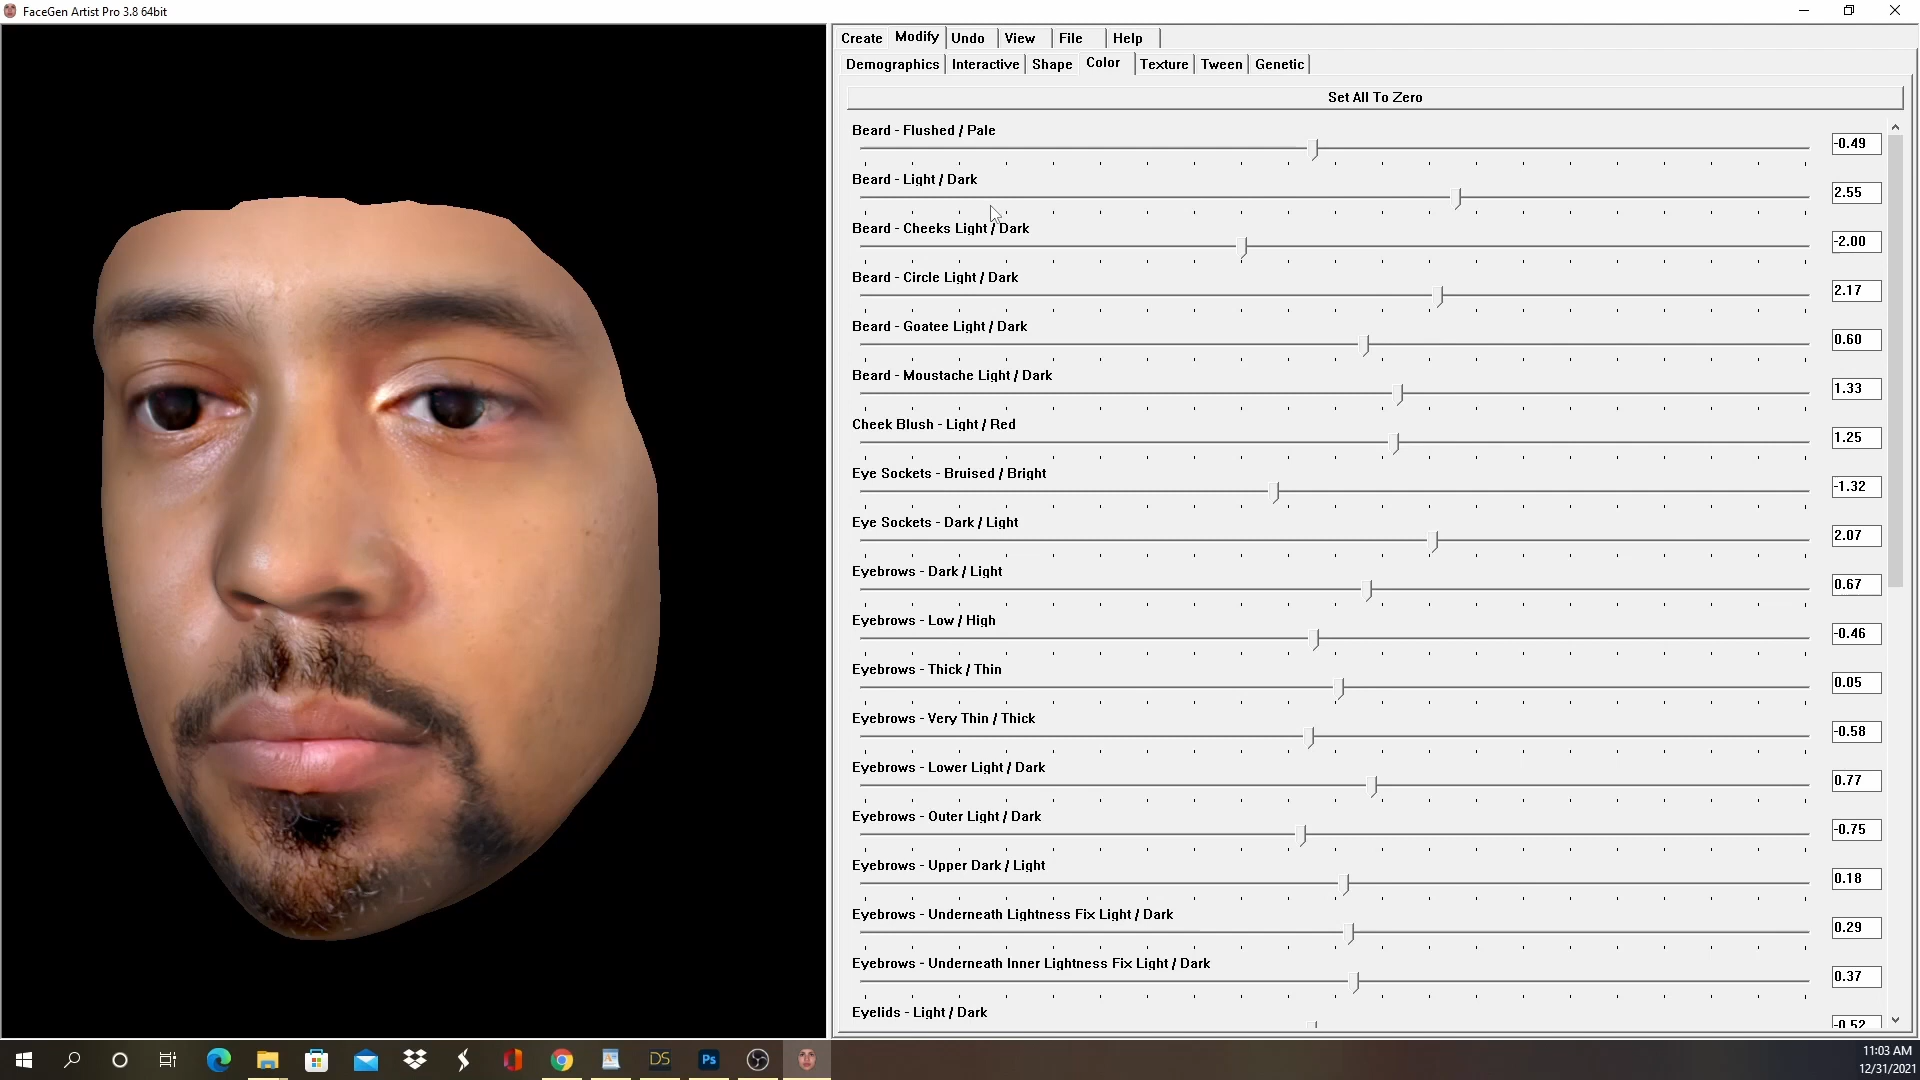 FaceGen Artist Pro 3.8 64bit
Create Modify Undo View File Help
Demographics Interactive Shape Color Texture Tween Genetic
Set All To Zero
Beard - Flushed / Pale
-0.49
Beard - Light / Dark
2.55
Beard - Cheeks Light / Dark
-2.00
Beard - Circle Light / Dark
2.17
Beard - Goatee Light / Dark
0.60
Beard - Moustache Light / Dark
1.33
Cheek Blush - Light / Red
1.25
Eye Sockets - Bruised / Bright
-1.32
Eye Sockets - Dark / Light
2.07
Eyebrows - Dark / Light
0.67
Eyebrows - Low / High
-0.46
Eyebrows - Thick / Thin
0.05
Eyebrows - Very Thin / Thick
-0.58
Eyebrows - Lower Light / Dark
0.77
Eyebrows - Outer Light / Dark
-0.75
Eyebrows - Upper Dark / Light
0.18
Eyebrows - Underneath Lightness Fix Light / Dark
0.29
Eyebrows - Underneath Inner Lightness Fix Light / Dark
0.37
Eyelids - Light / Dark
-0.52
DS Ps
11:03 AM
12/31/2021